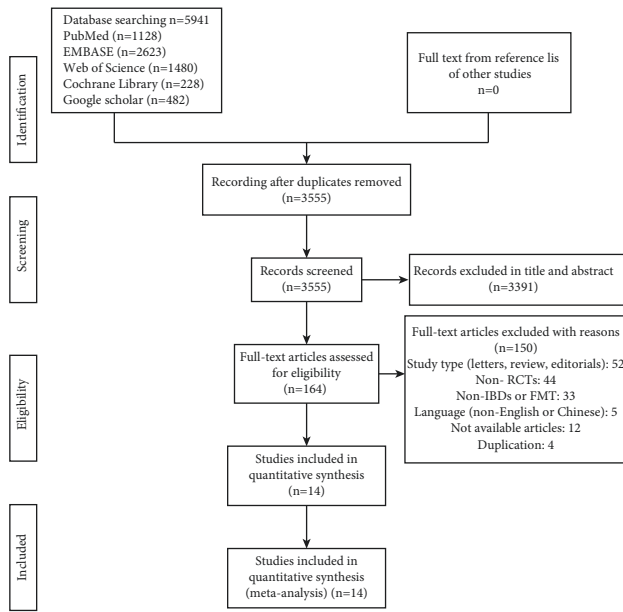 Identification
Database searching n=5941
PubMed (n=1128)
EMBASE (n=2623)
Web of Science (n=1480)
Cochrane Library (n=228)
Google scholar (n=482)
Full text from reference lis
of other studies
n=0
Recording after duplicates removed
(n=3555)
Screening
Records screened
(n=3555)
Records excluded in title and abstract
(n=3391)
Eligibility
Full-text articles assessed
for eligibility
(n=164)
Full-text articles excluded with reasons
(n=150)
Study type (letters, review, editorials): 52
Non- RCTs: 44
Non-IBDs or FMT: 33
Language (non-English or Chinese): 5
Not available articles: 12
Duplication: 4
Studies included in
quantitative synthesis
(n=14)
Included
Studies included in
quantitative synthesis
(meta-analysis) (n=14)